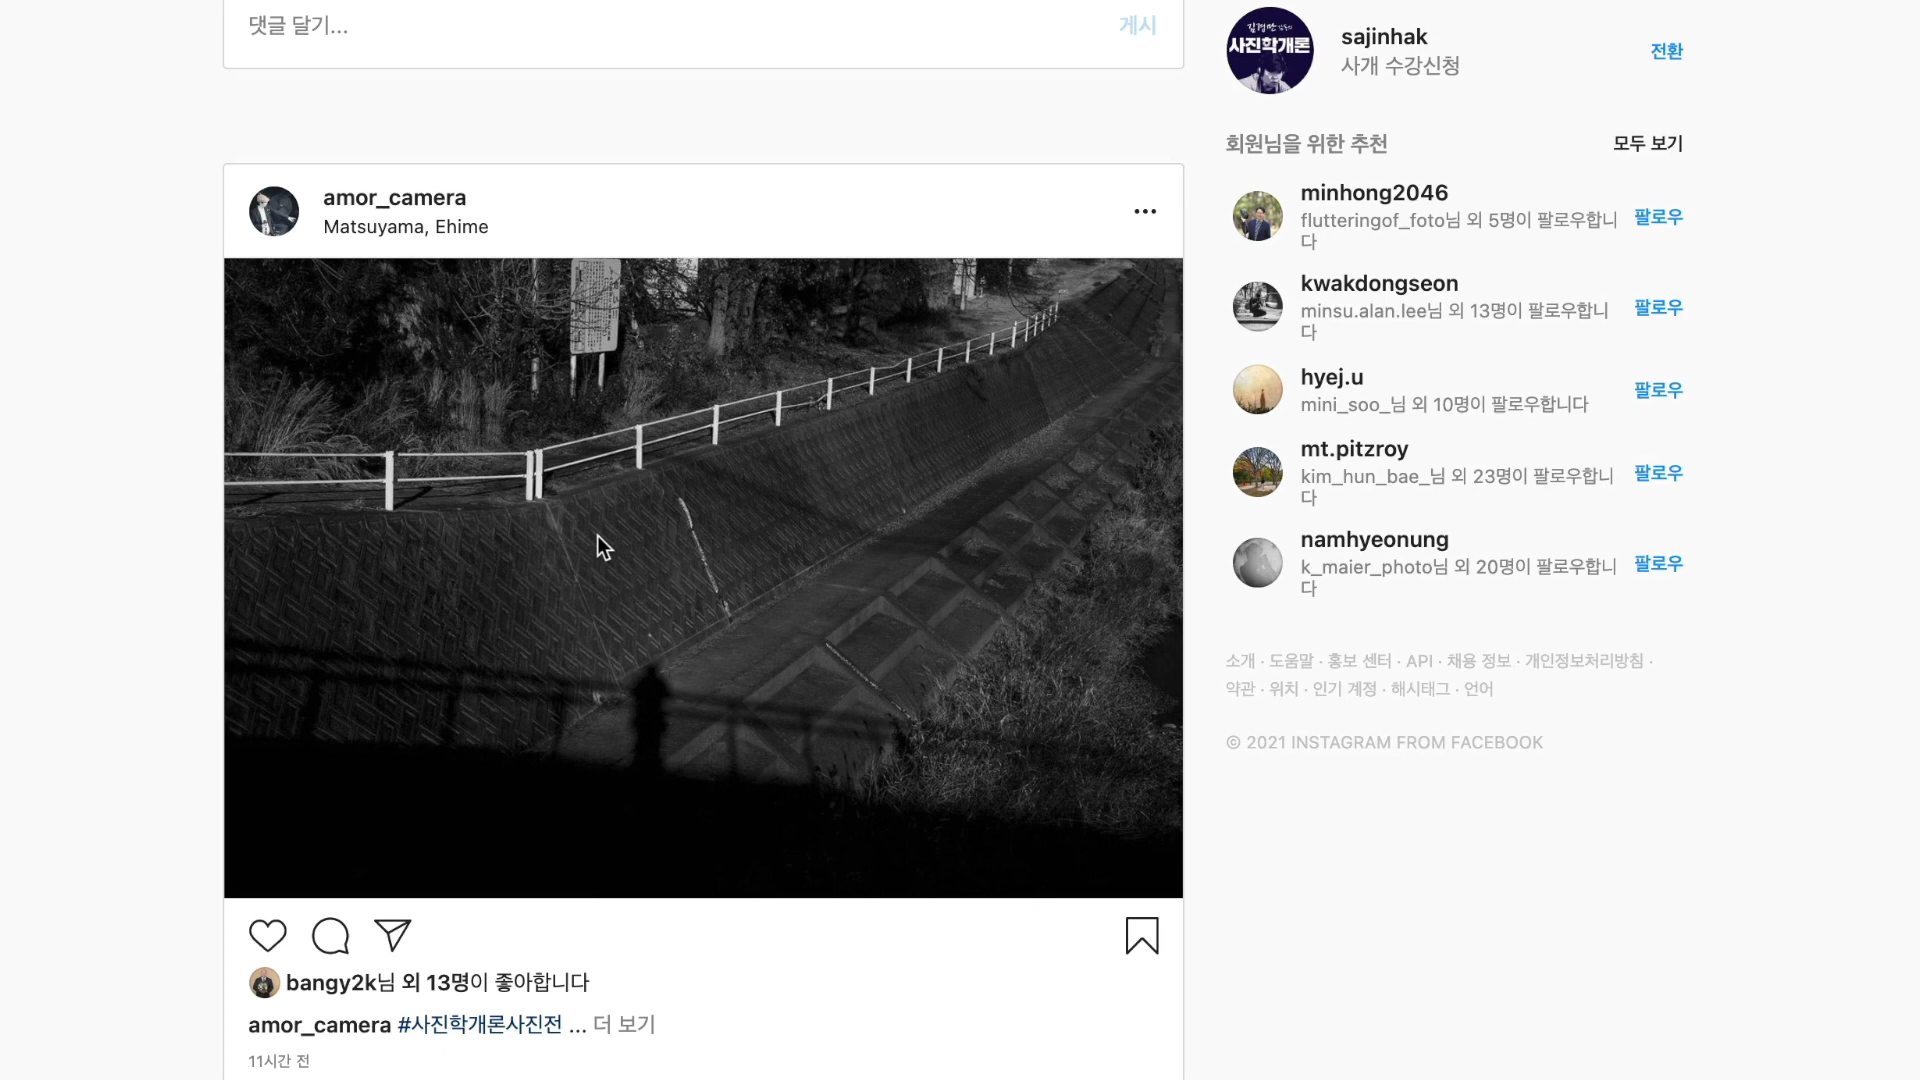 댓글 달기...
게시
사진학개론
sajinhak
사개 수강신청
전환
회원님을 위한 추천
모두 보기
amor_camera
Matsuyama, Ehime
minhong2046
flutteringof_foto님 외 5명이 팔로우합니
다
팔로우
kwakdongseon
minsu.alan.lee님 외 13명이 팔로우합니
다
팔로우
hyej.u
mini_soo_님 외 10명이 팔로우합니다
팔로우
mt.pitzroy
kim_hun_bae_님 외 23명이 팔로우합니
다
팔로우
namhyeonung
k_maier_photo님 외 20명이 팔로우합니
다
팔로우
소개 · 도움말 · 홍보 센터 · API · 채용 정보 · 개인정보처리방침 ·
약관 · 위치 · 인기 계정 · 해시태그 · 언어
© 2021 INSTAGRAM FROM FACEBOOK
bangy2k님 외 13명이 좋아합니다
amor_camera #사진학개론사진전 ... 더 보기
11시간 전